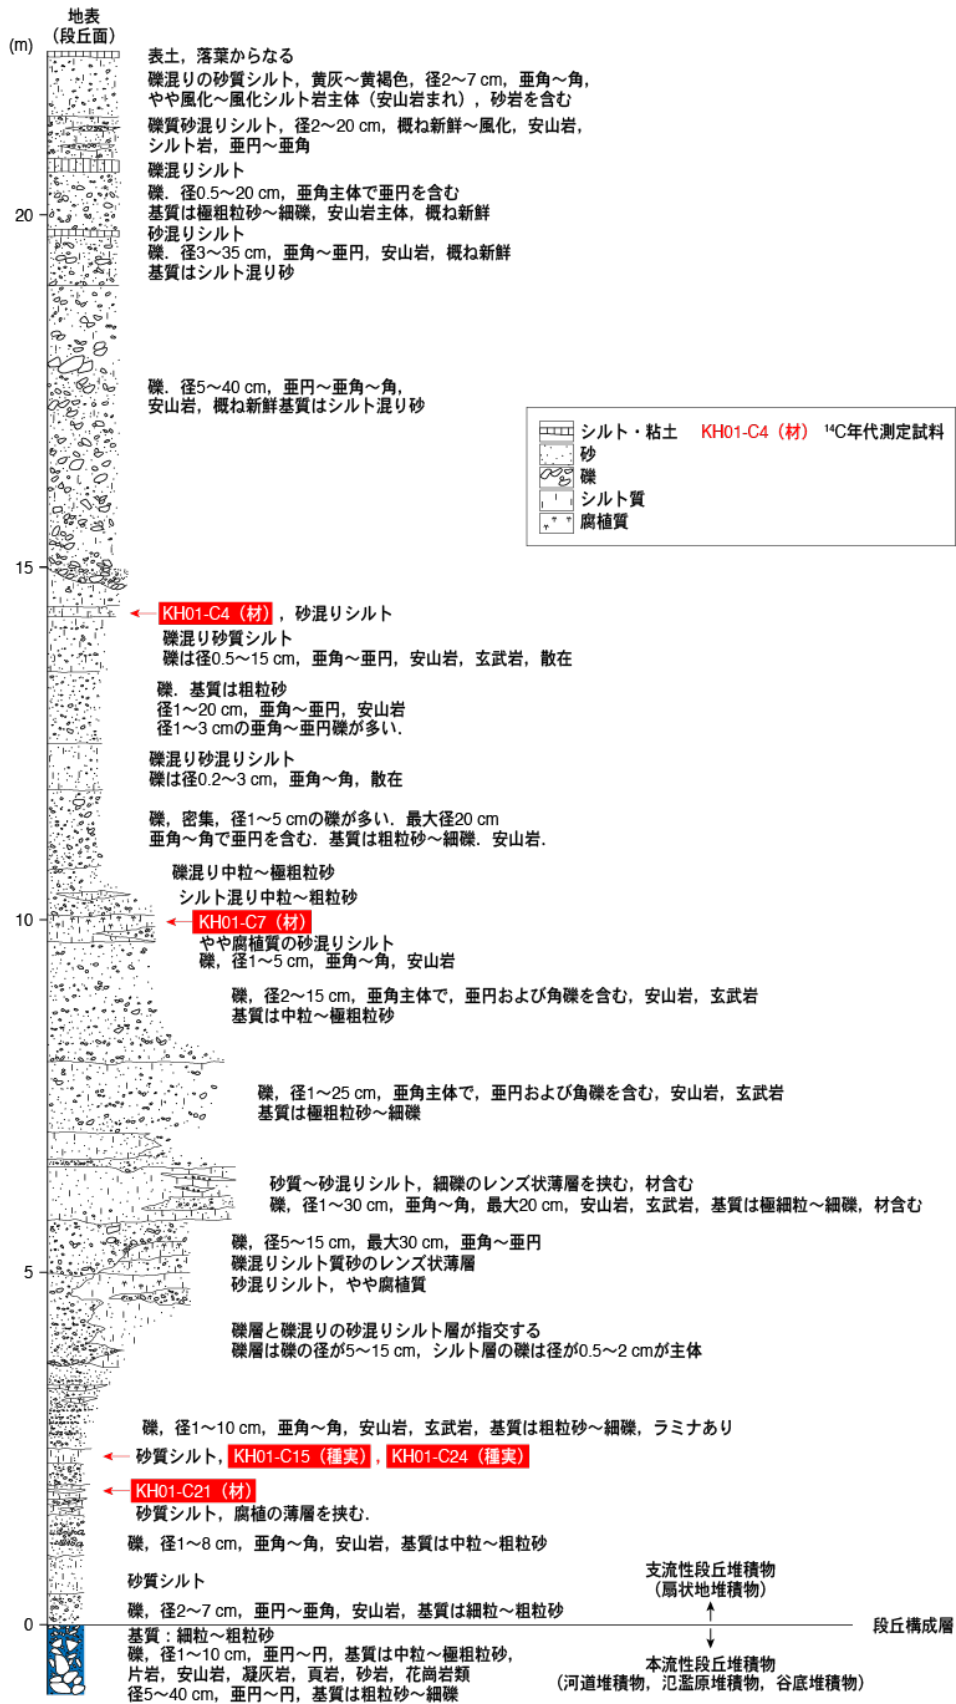 地表
（段丘面）
(m)
表土，落葉からなる
礫混りの砂質シルト，黄灰～黄褐色，径2～7 cm，亜角～角，
やや風化～風化シルト岩主体（安山岩まれ），砂岩を含む
礫質砂混りシルト，径2～20 cm，概ね新鮮～風化，安山岩，
シルト岩，亜円～亜角
礫混りシルト
礫．径0.5～20 cm，亜角主体で亜円を含む
20
基質は極粗粒砂～細礫，安山岩主体，概ね新鮮
砂混りシルト
礫．径3～35 cm，亜角～亜円，安山岩，概ね新鮮
基質はシルト混り砂
礫．径5～40 cm，亜円～亜角～角，
安山岩，概ね新鮮基質はシルト混り砂
シルト・粘土 KH01-C4（材） ¹⁴C年代測定試料
砂
礫
シルト質
腐植質
15
KH01-C4（材），砂混りシルト
礫混り砂質シルト
礫は径0.5～15 cm，亜角～亜円，安山岩，玄武岩，散在
礫．基質は粗粒砂
径1～20 cm，亜角～亜円，安山岩
径1～3 cmの亜角～亜円礫が多い．
礫混り砂混りシルト
礫は径0.2～3 cm，亜角～角，散在
礫，密集，径1～5 cmの礫が多い．最大径20 cm
亜角～角で亜円を含む．基質は粗粒砂～細礫．安山岩．
礫混り中粒～極粗粒砂
シルト混り中粒～粗粒砂
10
KH01-C7（材）
やや腐植質の砂混りシルト
礫，径1～5 cm，亜角～角，安山岩
礫，径2～15 cm，亜角主体で，亜円および角礫を含む，安山岩，玄武岩
基質は中粒～極粗粒砂
礫，径1～25 cm，亜角主体で，亜円および角礫を含む，安山岩，玄武岩
基質は極粗粒砂～細礫
砂質～砂混りシルト，細礫のレンズ状薄層を挟む，材含む
礫，径1～30 cm，亜角～角，最大20 cm，安山岩，玄武岩，基質は極細粒～細礫，材含む
礫，径5～15 cm，最大30 cm，亜角～亜円
礫混りシルト質砂のレンズ状薄層
5
砂混りシルト，やや腐植質
礫層と礫混りの砂混りシルト層が指交する
礫層は礫の径が5～15 cm，シルト層の礫は径が0.5～2 cmが主体
礫，径1～10 cm，亜角～角，安山岩，玄武岩，基質は粗粒砂～細礫，ラミナあり
砂質シルト，KH01-C15（種実），KH01-C24（種実）
KH01-C21（材）
砂質シルト，腐植の薄層を挟む．
礫，径1～8 cm，亜角～角，安山岩，基質は中粒～粗粒砂
支流性段丘堆積物
（扇状地堆積物）
砂質シルト
礫，径2～7 cm，亜円～亜角，安山岩，基質は細粒～粗粒砂
0
段丘構成層
基質：細粒～粗粒砂
礫，径1～10 cm，亜円～円，基質は中粒～極粗粒砂，
片岩，安山岩，凝灰岩，頁岩，砂岩，花崗岩類
径5～40 cm，亜円～円，基質は粗粒砂～細礫
本流性段丘堆積物
（河道堆積物，氾濫原堆積物，谷底堆積物）